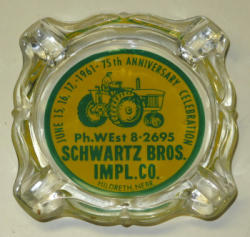 JUNE 15, 16, 17, -1961- 75th ANNIVERSARY CELEBRATION
Ph. WEst 8-2695
SCHWARTZ BROS.
IMPL. CO.
HILDRETH, NEBR.